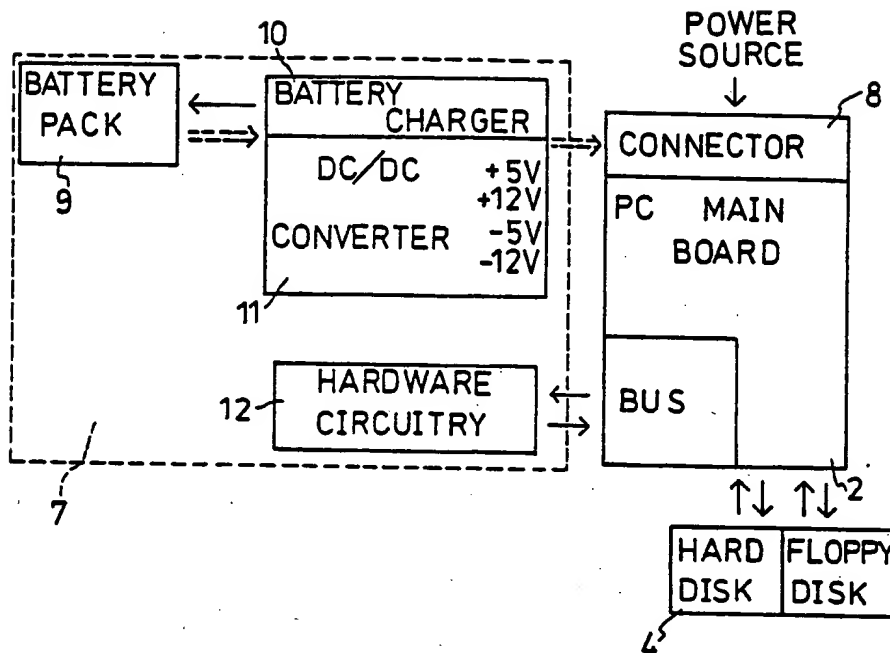 POWER
SOURCE
10
8
BATTERY
PACK
9
BATTERY
CHARGER
DC/DC
CONVERTER
+5V
+12V
-5V
-12V
11
CONNECTOR
PC MAIN
BOARD
BUS
2
HARDWARE
CIRCUITRY
12
7
HARD
DISK
FLOPPY
DISK
4